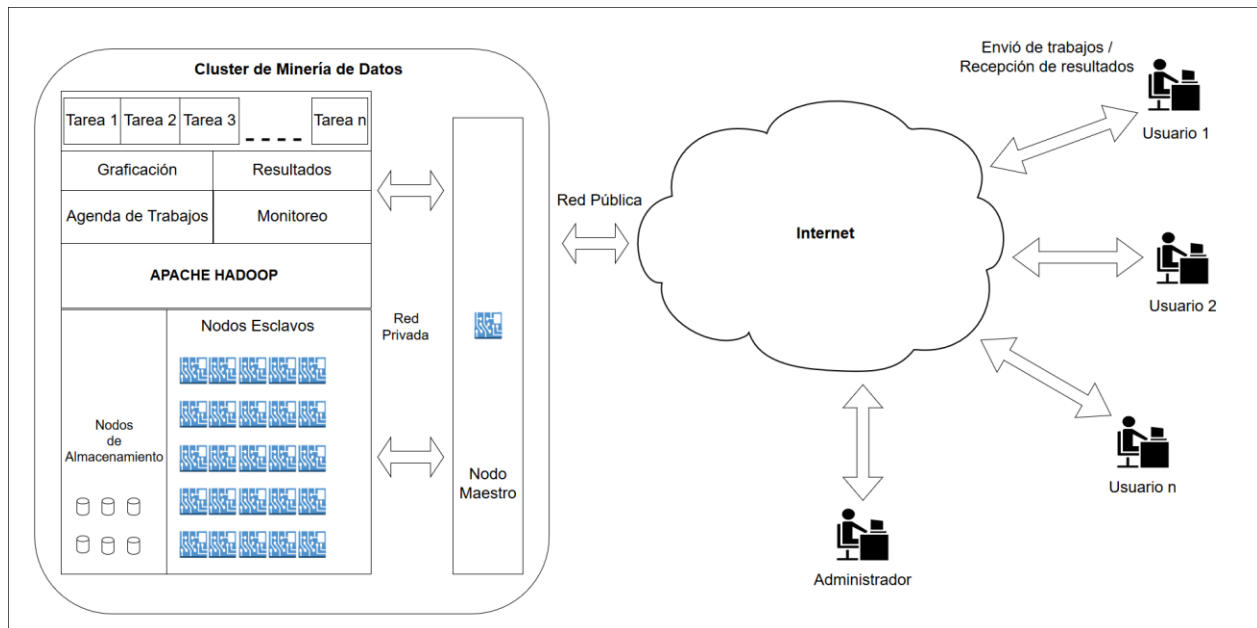 Cluster de Minería de Datos
Tarea 1
Tarea 2
Tarea 3
Tarea n
Graficación
Resultados
Agenda de Trabajos
Monitoreo
APACHE HADOOP
Nodos Esclavos
Nodos
de
Almacenamiento
Red
Privada
Nodo
Maestro
Red Pública
Internet
Envió de trabajos /
Recepción de resultados
Usuario 1
Usuario 2
Usuario n
Administrador